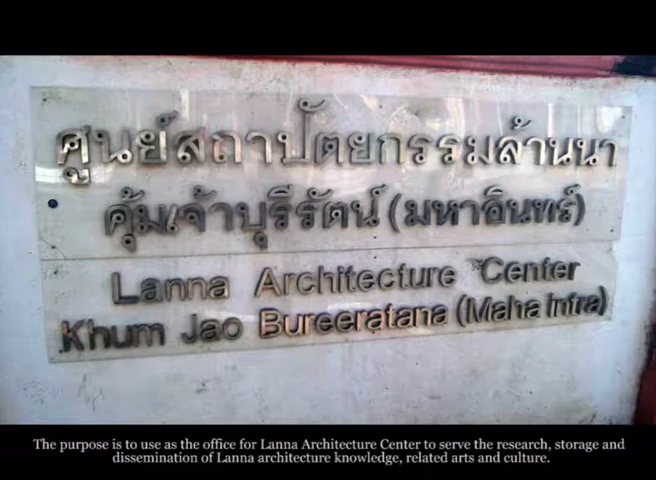 ศูนย์สถาปัตยกรรมล้านนา
คุ้มเจ้าบุรีรัตน์ (มหาอินทร์)
Lanna Architecture Center
Khum Jao Bureeratana (Maha Intra)
The purpose is to use as the office for Lanna Architecture Center to serve the research, storage and
dissemination of Lanna architecture knowledge, related arts and culture.